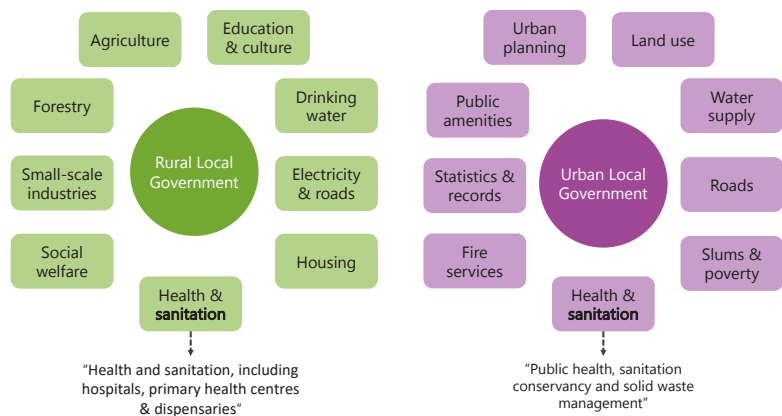 Agriculture
Education
& culture
Forestry
Drinking
water
Rural Local
Government
Small-scale
industries
Electricity
& roads
Social
welfare
Housing
Health &
sanitation
"Health and sanitation, including
hospitals, primary health centres
& dispensaries"
Urban
planning
Land use
Public
amenities
Water
supply
Urban Local
Government
Statistics &
records
Roads
Fire
services
Slums &
poverty
Health &
sanitation
"Public health, sanitation
conservancy and solid waste
management"